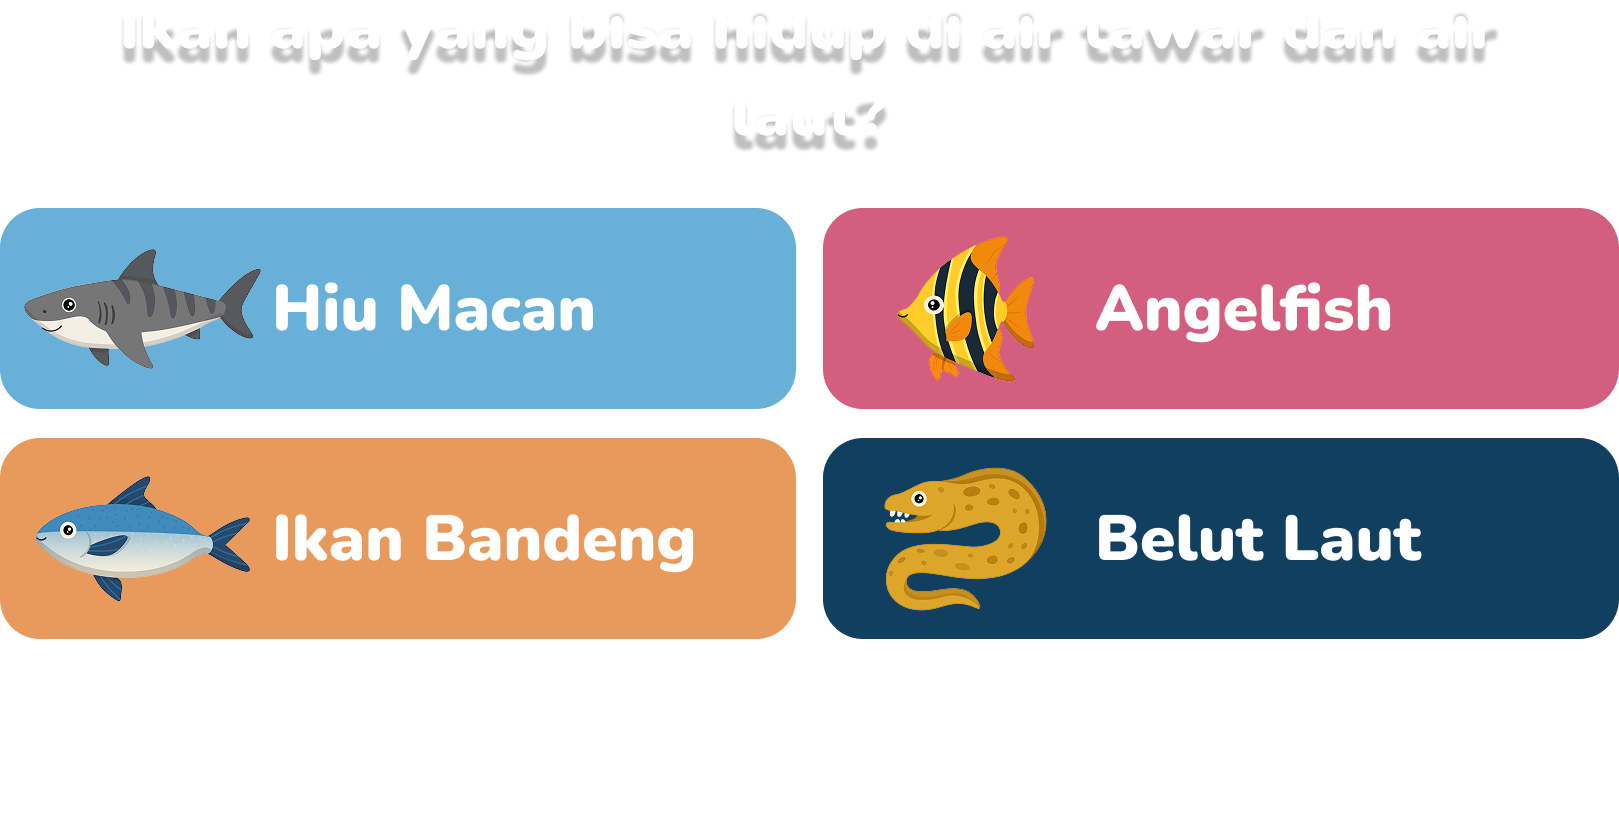 Ikan apa yang bisa hidup di air tawar dan air
laut?
Hiu Macan
Angelfish
Ikan Bandeng
Belut Laut